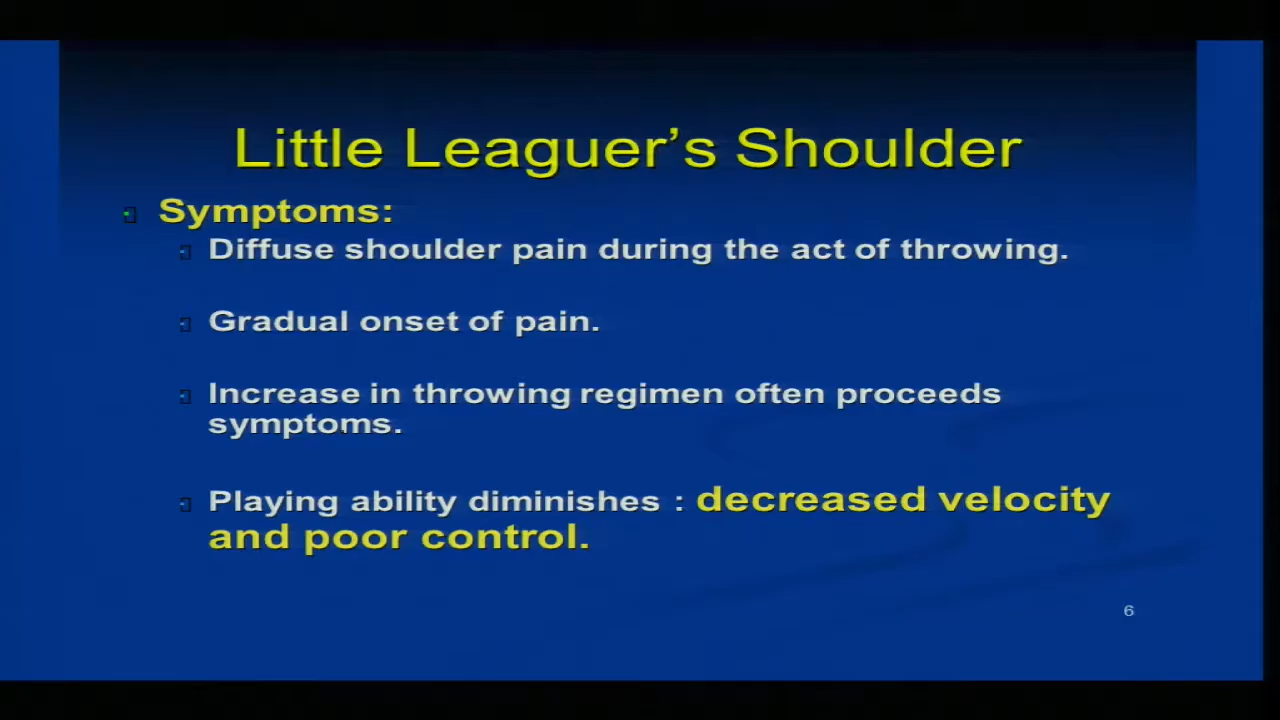 Little Leaguer’s Shoulder
Symptoms:
Diffuse shoulder pain during the act of throwing.
Gradual onset of pain.
Increase in throwing regimen often proceeds
symptoms.
Playing ability diminishes : decreased velocity
and poor control.
6